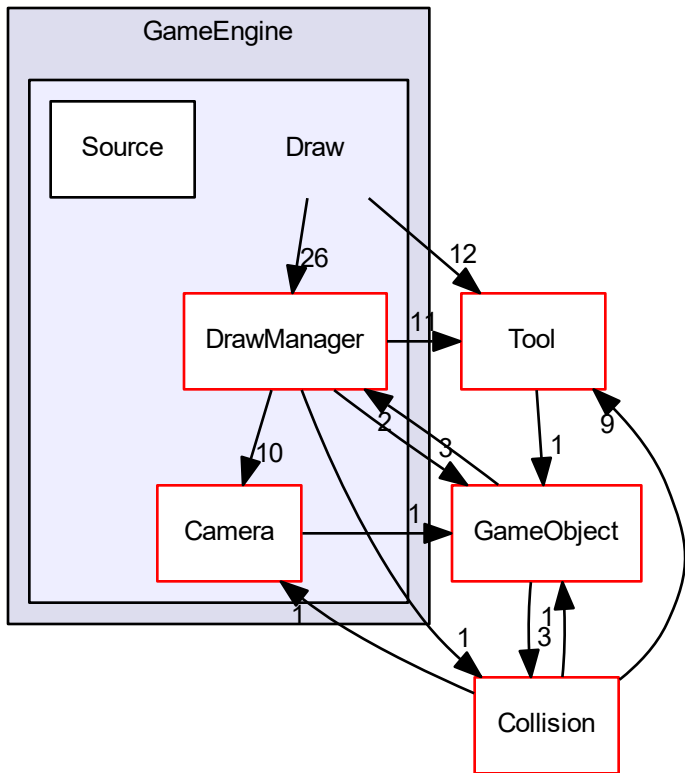 GameEngine
Source
Draw
26
12
DrawManager
11
Tool
2
3
10
1
9
Camera
1
GameObject
1
1
3
1
Collision